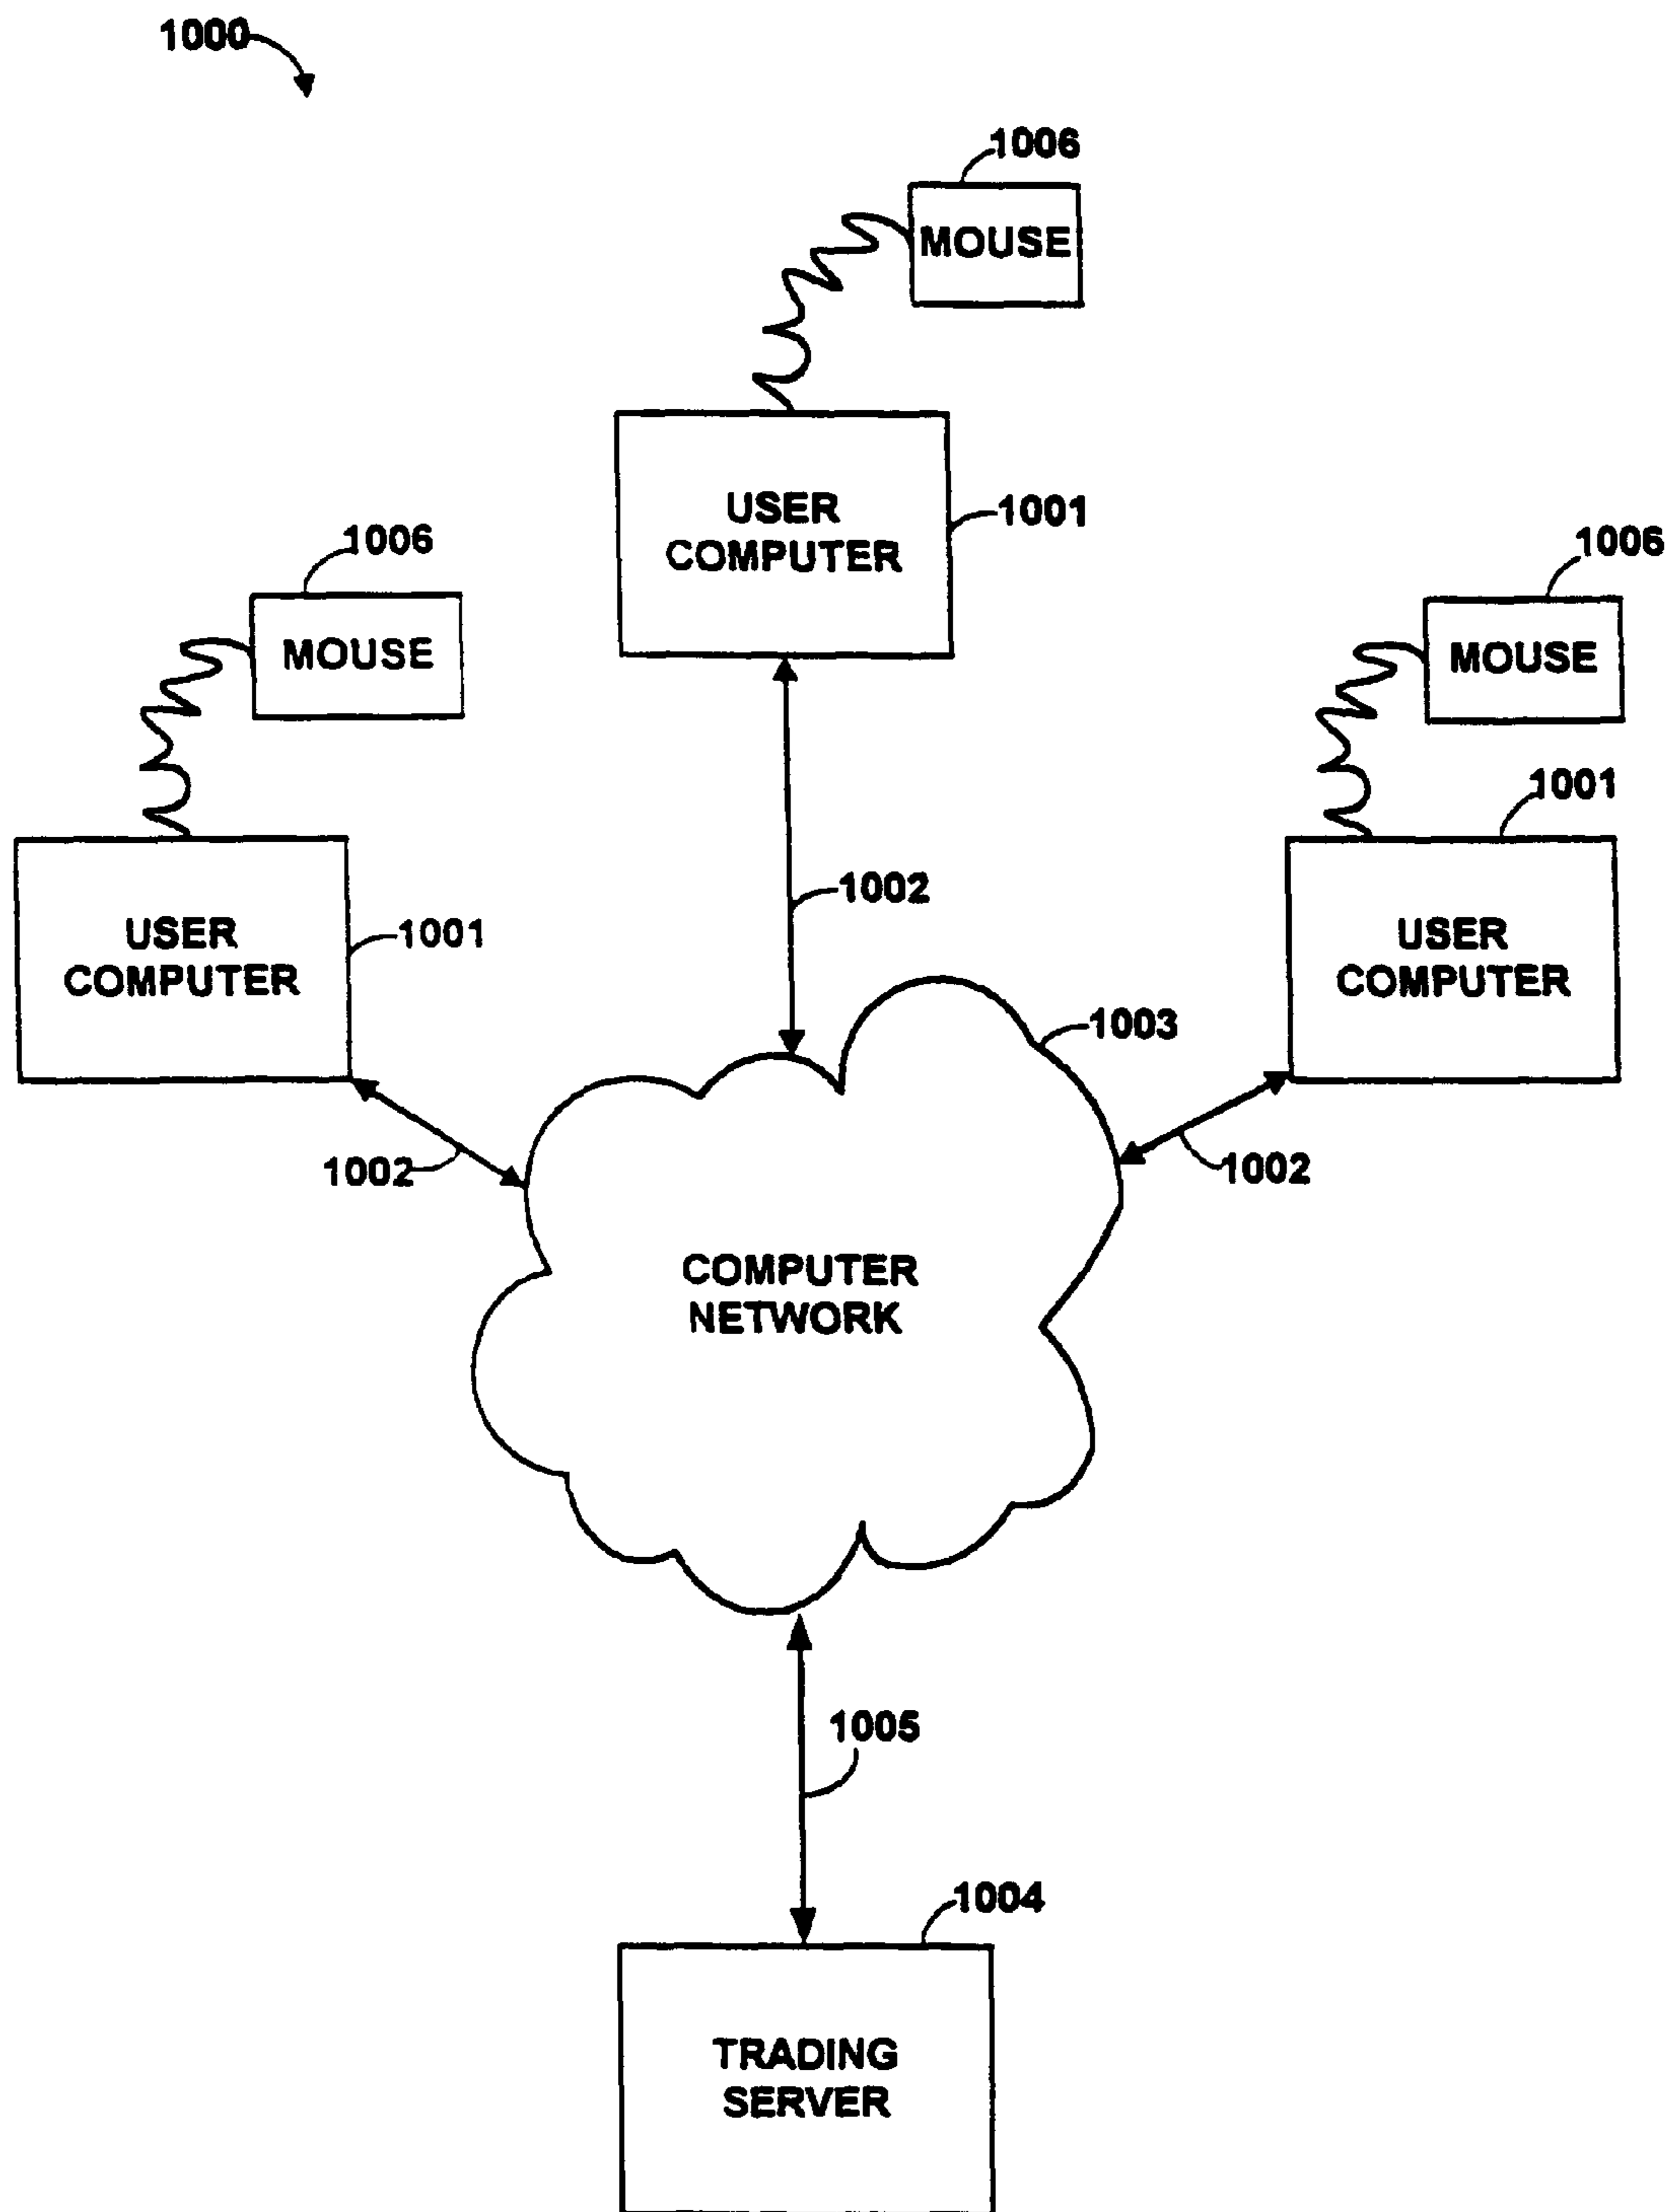 1000
1006
MOUSE
USER
COMPUTER
1001
1006
MOUSE
1006
MOUSE
1001
USER
COMPUTER
1001
1002
USER
COMPUTER
1003
1002
1002
COMPUTER
NETWORK
1005
1004
TRADING
SERVER